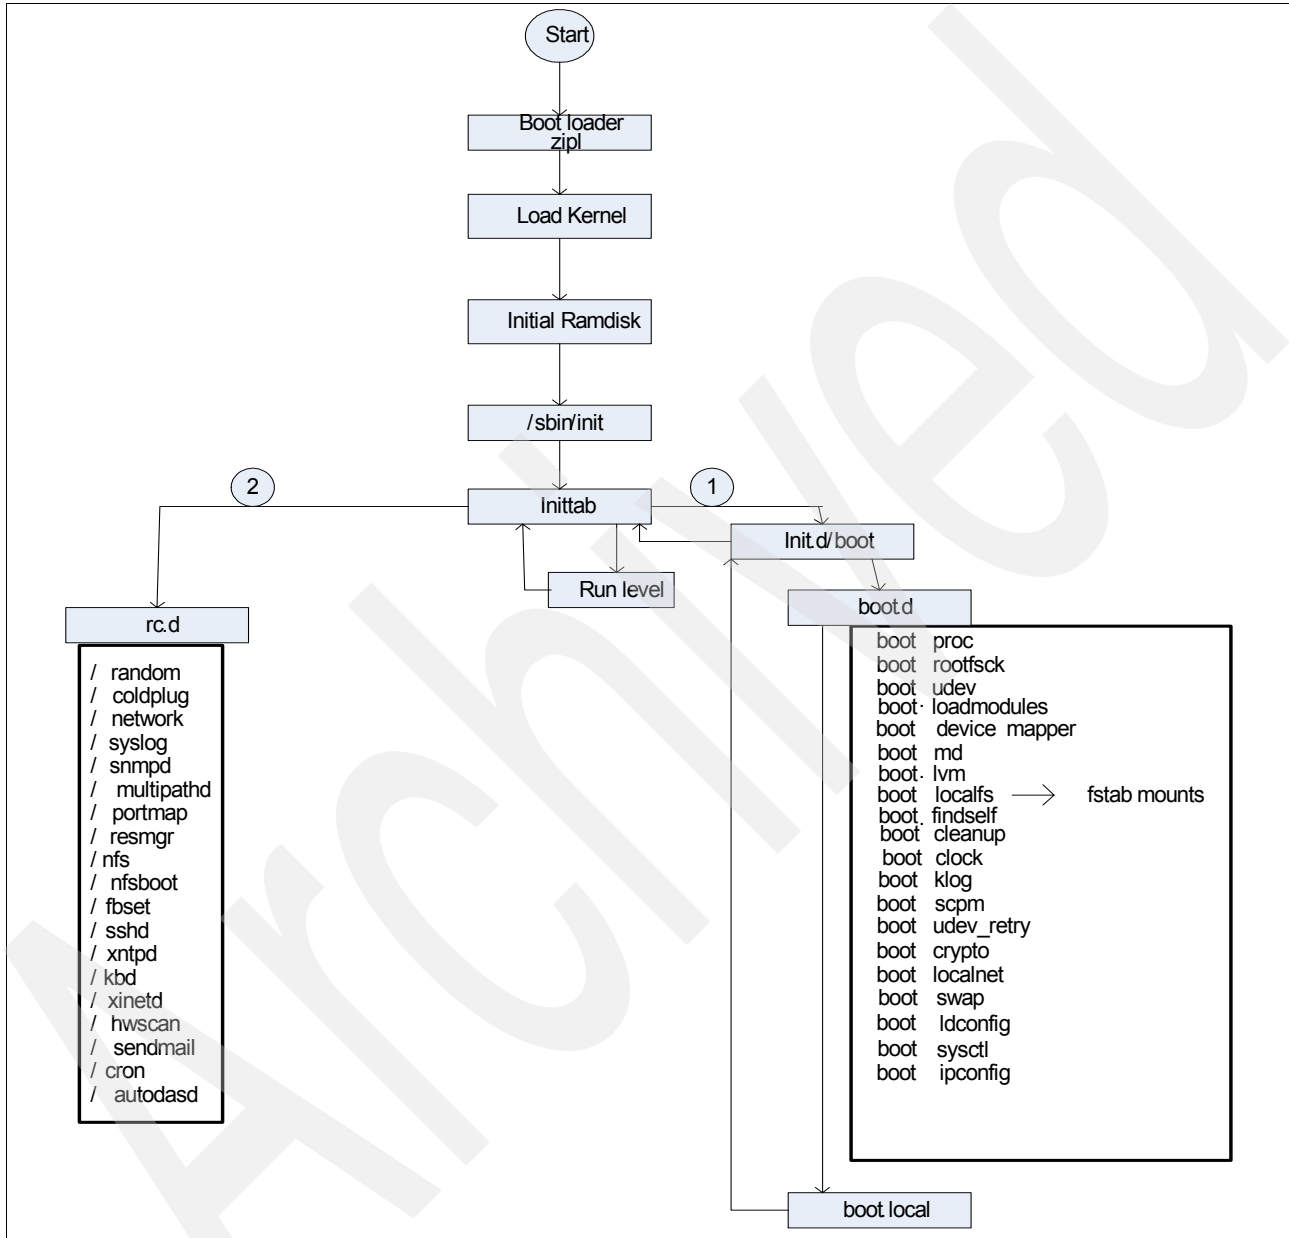 Start
Boot loader
zipl
Load Kernel
Initial Ramdisk
/sbin/init
2
1
Inittab
Init.d/boot
Run level
boot.d
rc.d
/ random
/ coldplug
/ network
/ syslog
/ snmpd
/ multipathd
/ portmap
/ resmgr
/ nfs
/ nfsboot
/ fbset
/ sshd
/ xntpd
/ kbd
/ xinetd
/ hwscan
/ sendmail
/ cron
/ autodasd
boot proc
boot rootfsck
boot udev
boot. loadmodules
boot device mapper
boot md
boot. lvm
boot localfs
fstab mounts
boot. findself
boot cleanup
boot clock
boot klog
boot scpm
boot udev_retry
boot crypto
boot localnet
boot swap
boot ldconfig
boot sysctl
boot ipconfig
boot.local
Archived